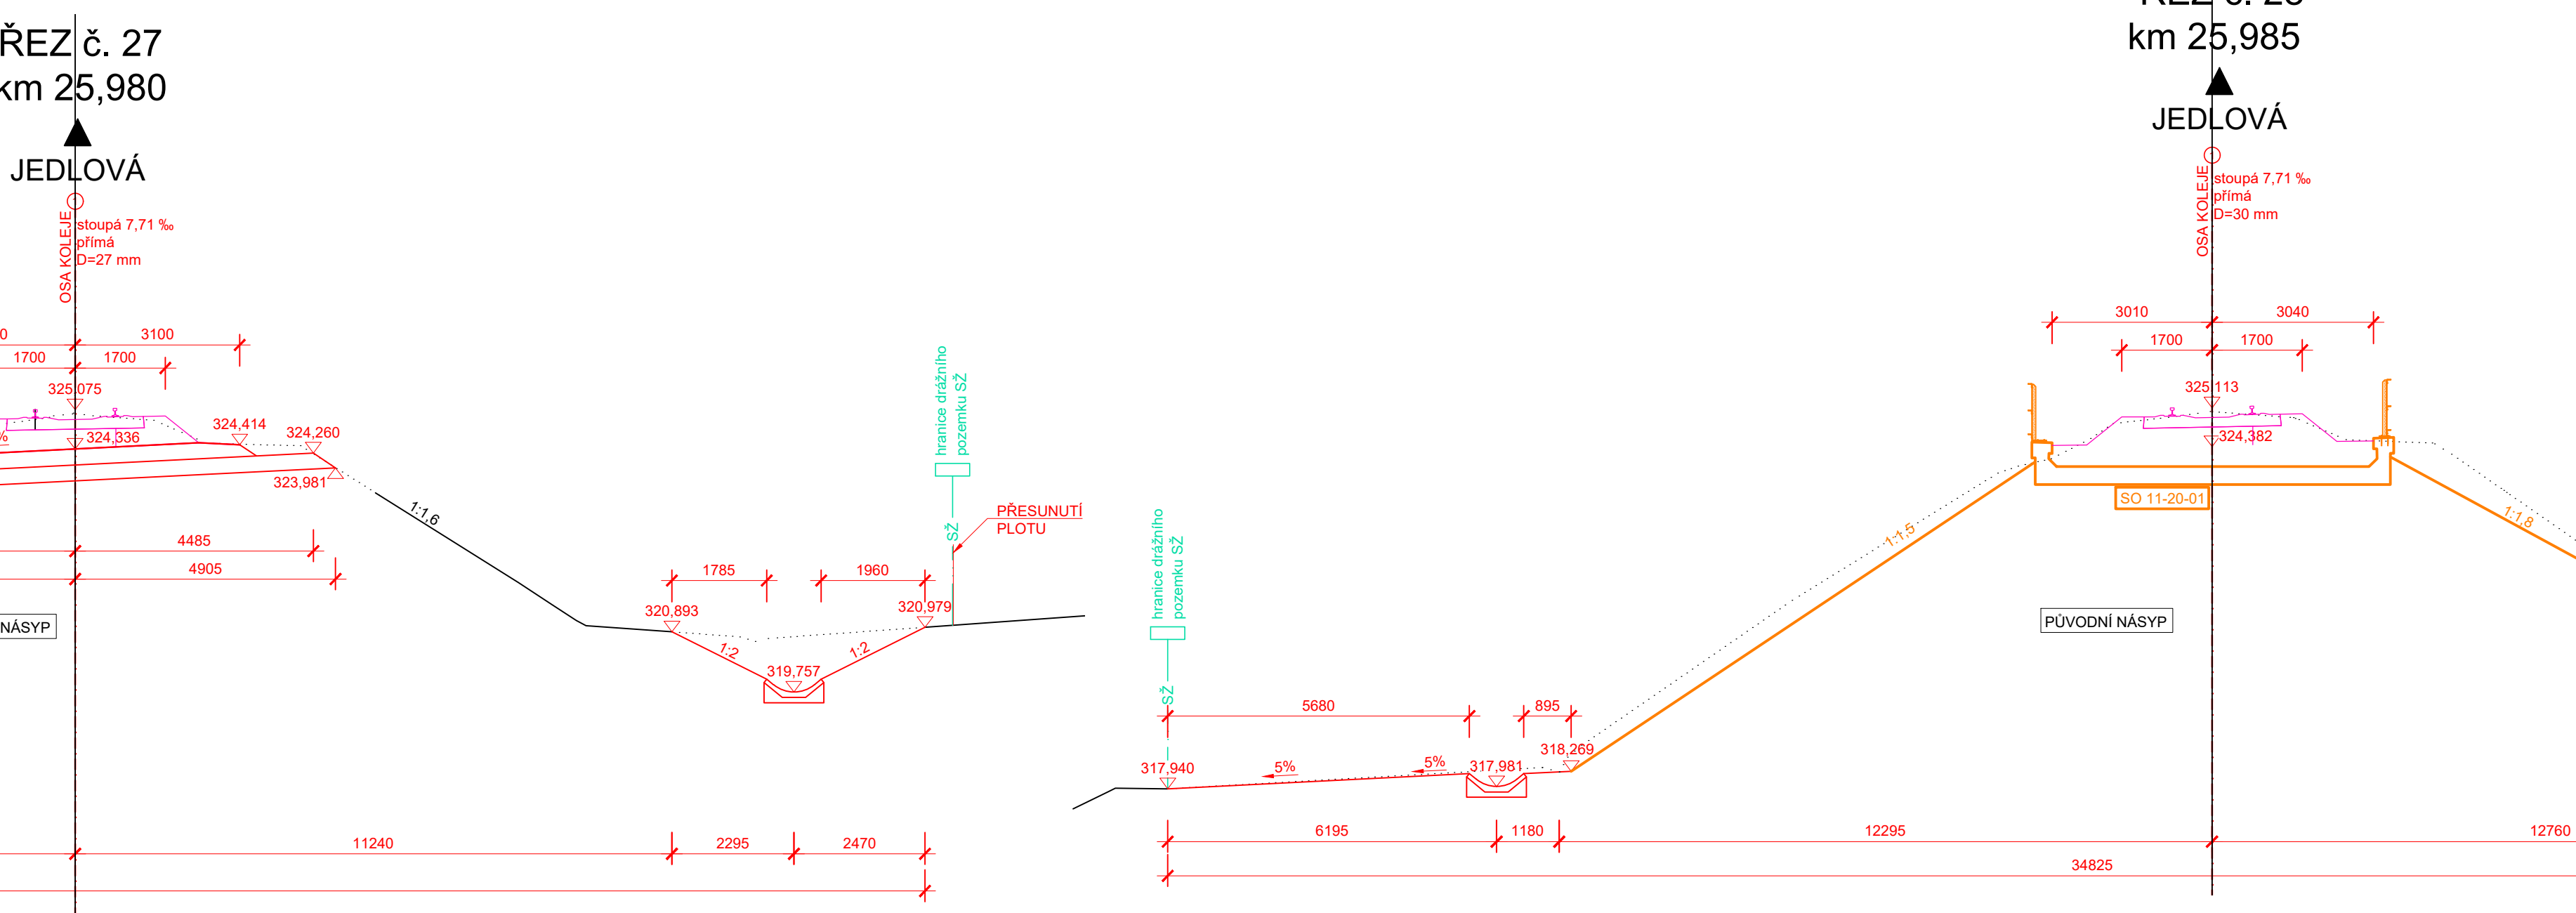 ŘEZ č. 27
km 25,980
JEDLOVÁ
OSA KOLEJE
stoupá 7,71 ‰
přímá
D=27 mm
0
3100
1700
1700
325,075
324,336
%
324,414
324,260
323,981
1:1,6
4485
4905
NÁSYP
1785
1960
320,893
320,979
1:2
1:2
319,757
hranice drážního
pozemku SŽ
SŽ
PŘESUNUTÍ
PLOTU
11240
2295
2470
km 25,985
JEDLOVÁ
OSA KOLEJE
stoupá 7,71 ‰
přímá
D=30 mm
3010
3040
1700
1700
325,113
324,382
SO 11-20-01
1:1,5
1:1,8
PŮVODNÍ NÁSYP
hranice drážního
pozemku SŽ
SŽ
5680
895
317,940
5%
5%
317,981
318,269
6195
1180
12295
12760
34825